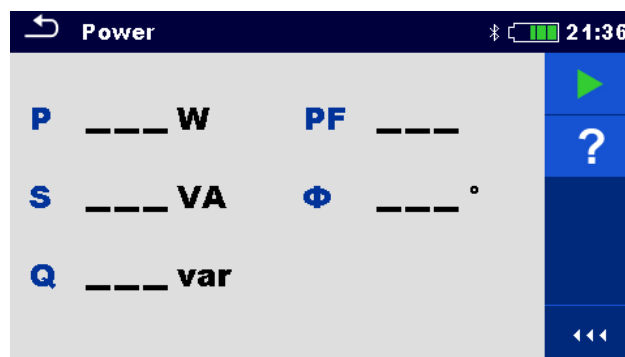 Power 21:36
P ___ W PF ___
S ___ VA Φ ___ °
Q ___ var
?